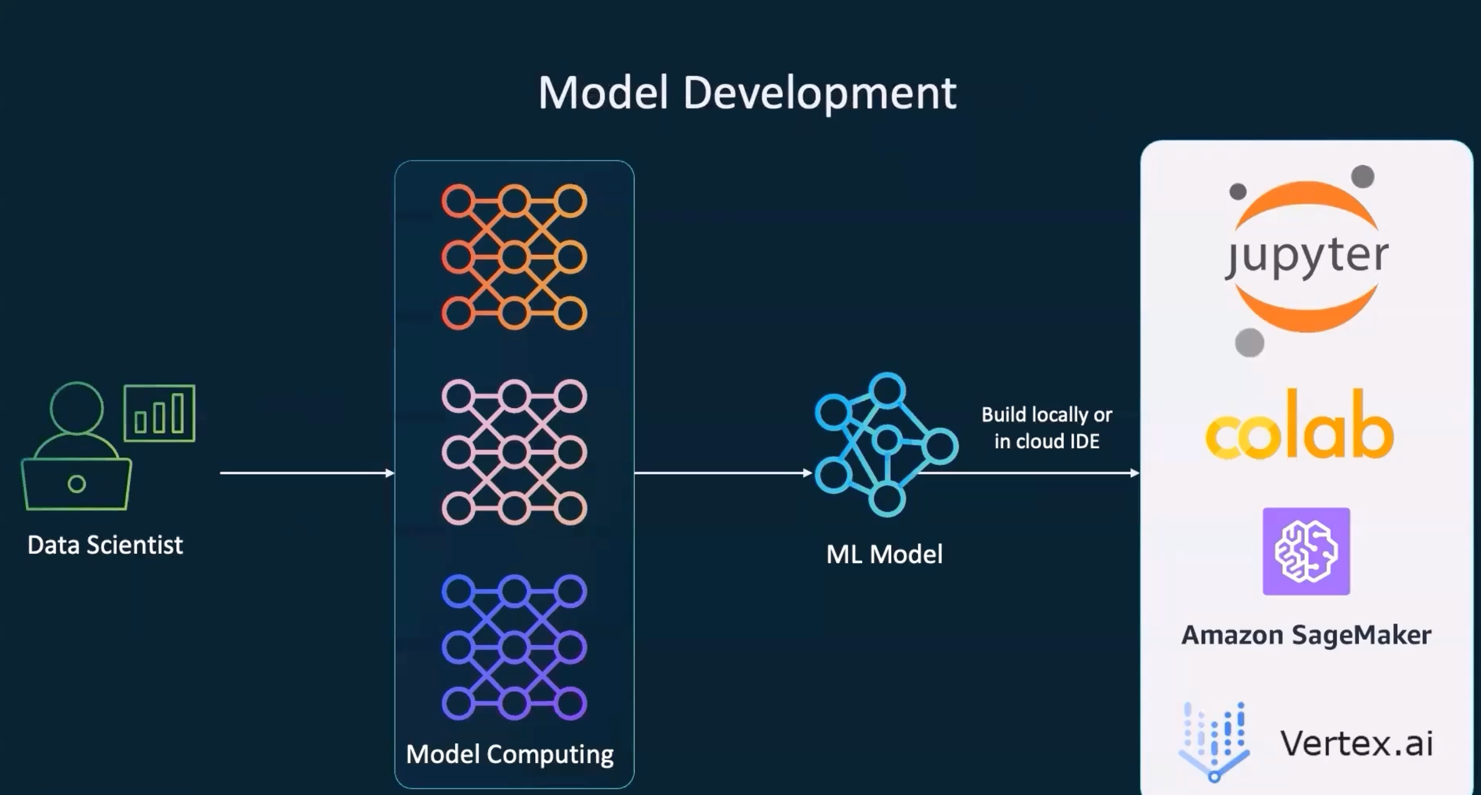 Model Development
Data Scientist
Model Computing
ML Model
Build locally or
in cloud IDE
jupyter
colab
Amazon SageMaker
Vertex.ai